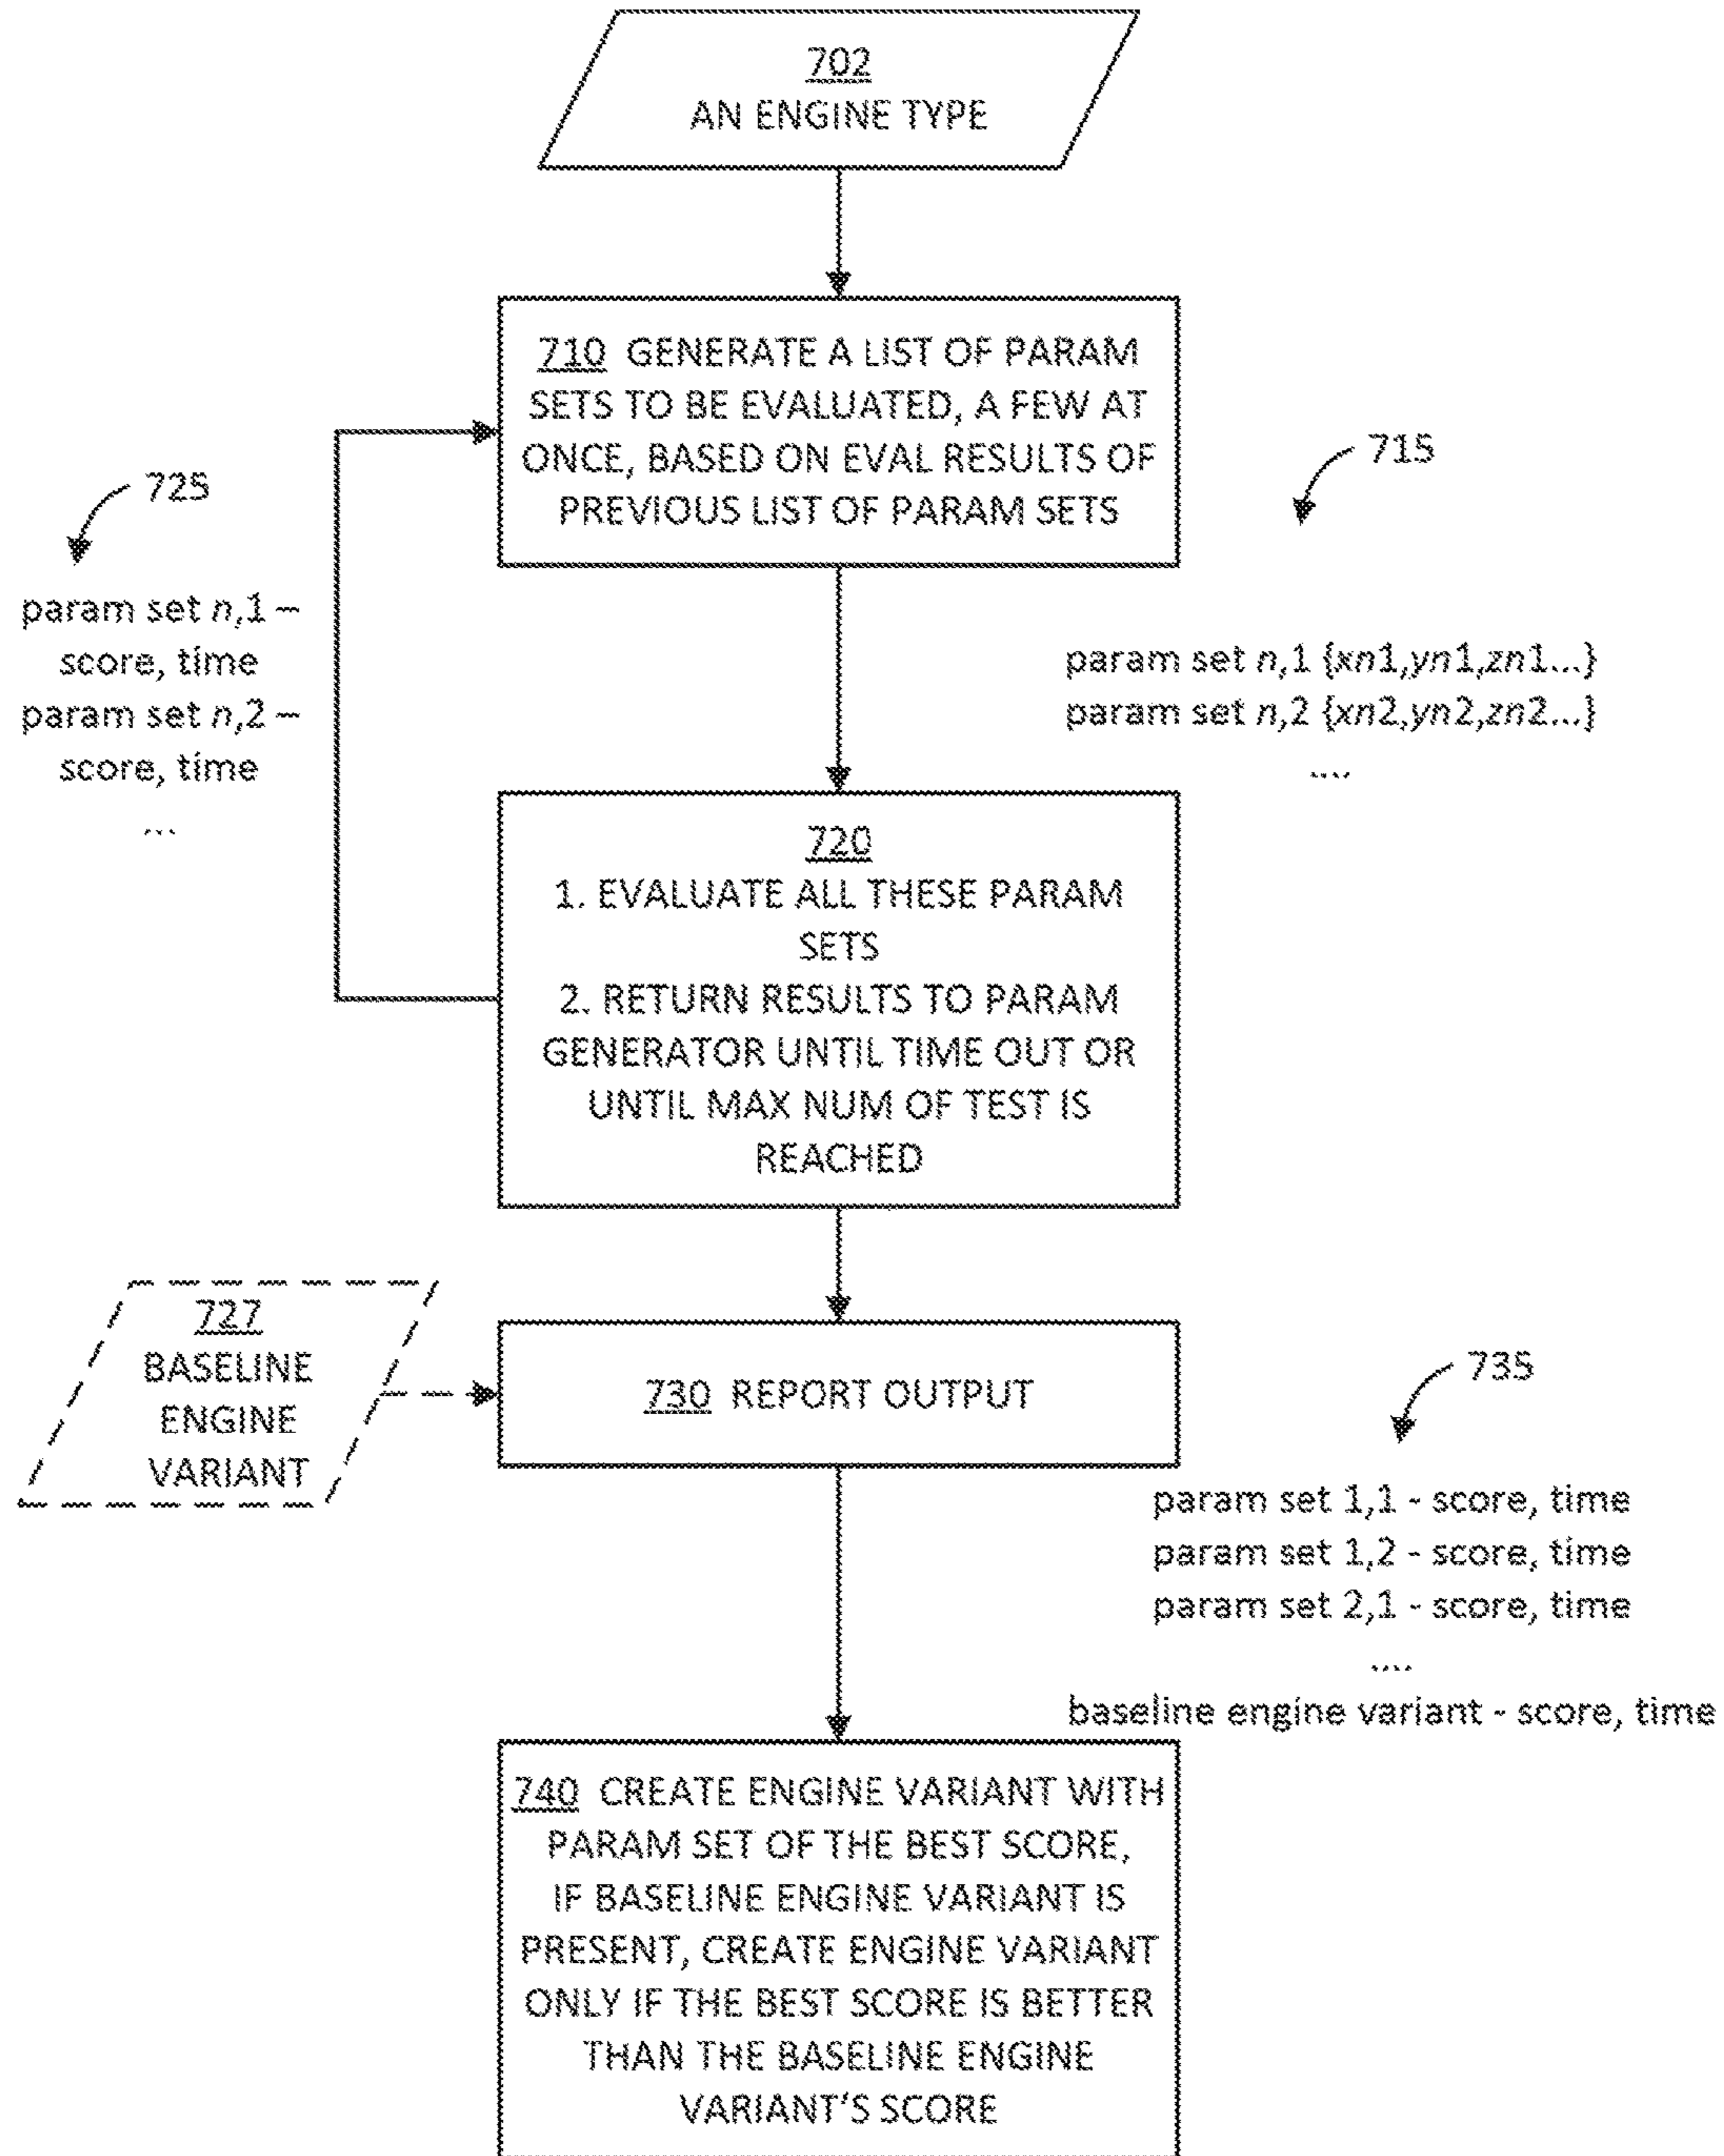 702
AN ENGINE TYPE
710 GENERATE A LIST OF PARAM
SETS TO BE EVALUATED, A FEW AT
ONCE, BASED ON EVAL RESULTS OF
PREVIOUS LIST OF PARAM SETS
715
725
param set n,1 –
score, time
param set n,2 –
score, time
...
param set n,1 {xn1,yn1,zn1...}
param set n,2 {xn2,yn2,zn2...}
....
720
1. EVALUATE ALL THESE PARAM
SETS
2. RETURN RESULTS TO PARAM
GENERATOR UNTIL TIME OUT OR
UNTIL MAX NUM OF TEST IS
REACHED
727
BASELINE
ENGINE
VARIANT
730 REPORT OUTPUT
735
param set 1,1 - score, time
param set 1,2 - score, time
param set 2,1 - score, time
....
baseline engine variant - score, time
740 CREATE ENGINE VARIANT WITH
PARAM SET OF THE BEST SCORE,
IF BASELINE ENGINE VARIANT IS
PRESENT, CREATE ENGINE VARIANT
ONLY IF THE BEST SCORE IS BETTER
THAN THE BASELINE ENGINE
VARIANT'S SCORE